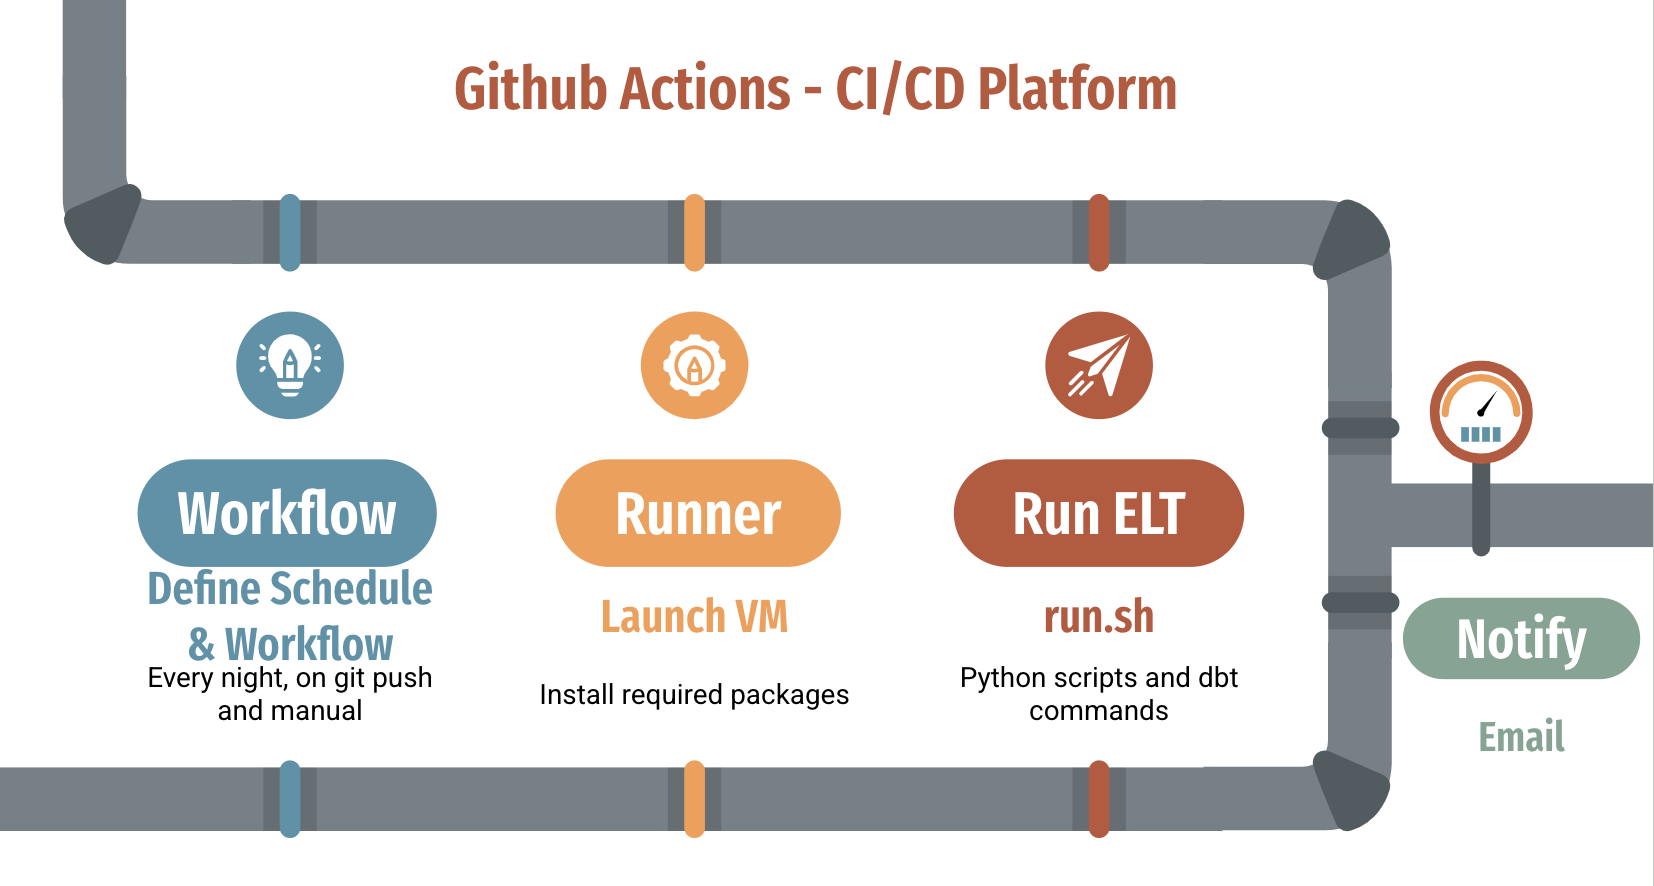 Github Actions - CI/CD Platform
Workflow
Define Schedule
& Workflow
Every night, on git push
and manual
Runner
Launch VM
Install required packages
Run ELT
run.sh
Python scripts and dbt
commands
Notify
Email